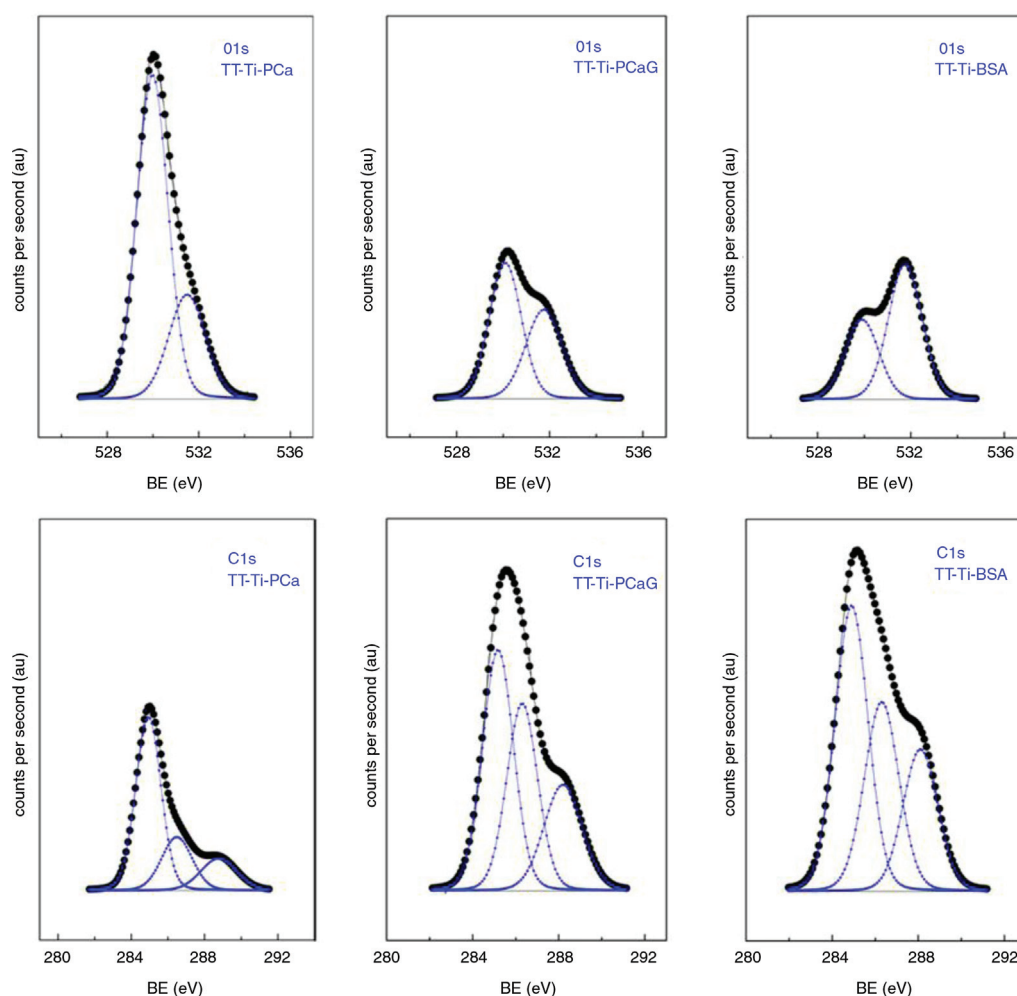 01s
TT-Ti-PCa
counts per second (au)
528 532 536
BE (eV)
01s
TT-Ti-PCaG
counts per second (au)
528 532 536
BE (eV)
01s
TT-Ti-BSA
counts per second (au)
528 532 536
BE (eV)
C1s
TT-Ti-PCa
counts per second (au)
280 284 288 292
BE (eV)
C1s
TT-Ti-PCaG
counts per second (au)
280 284 288 292
BE (eV)
C1s
TT-Ti-BSA
counts per second (au)
280 284 288 292
BE (eV)